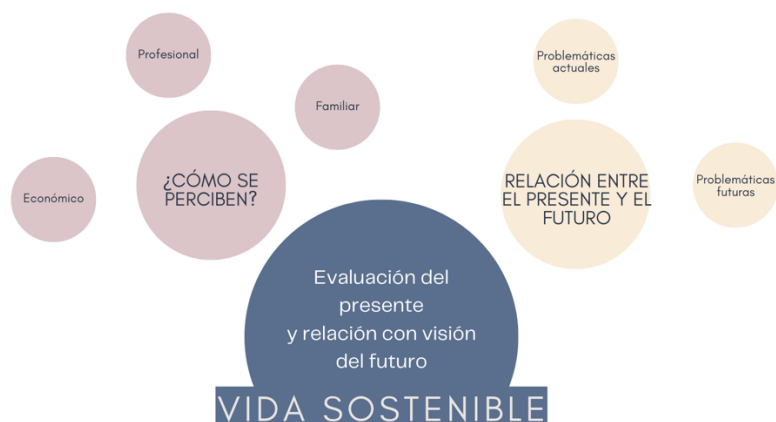 Profesional
Familiar
Económico
¿CÓMO SE
PERCIBEN?
Problemáticas
actuales
RELACIÓN ENTRE
EL PRESENTE Y EL
FUTURO
Problemáticas
futuras
Evaluación del
presente
y relación con visión
del futuro
VIDA SOSTENIBLE